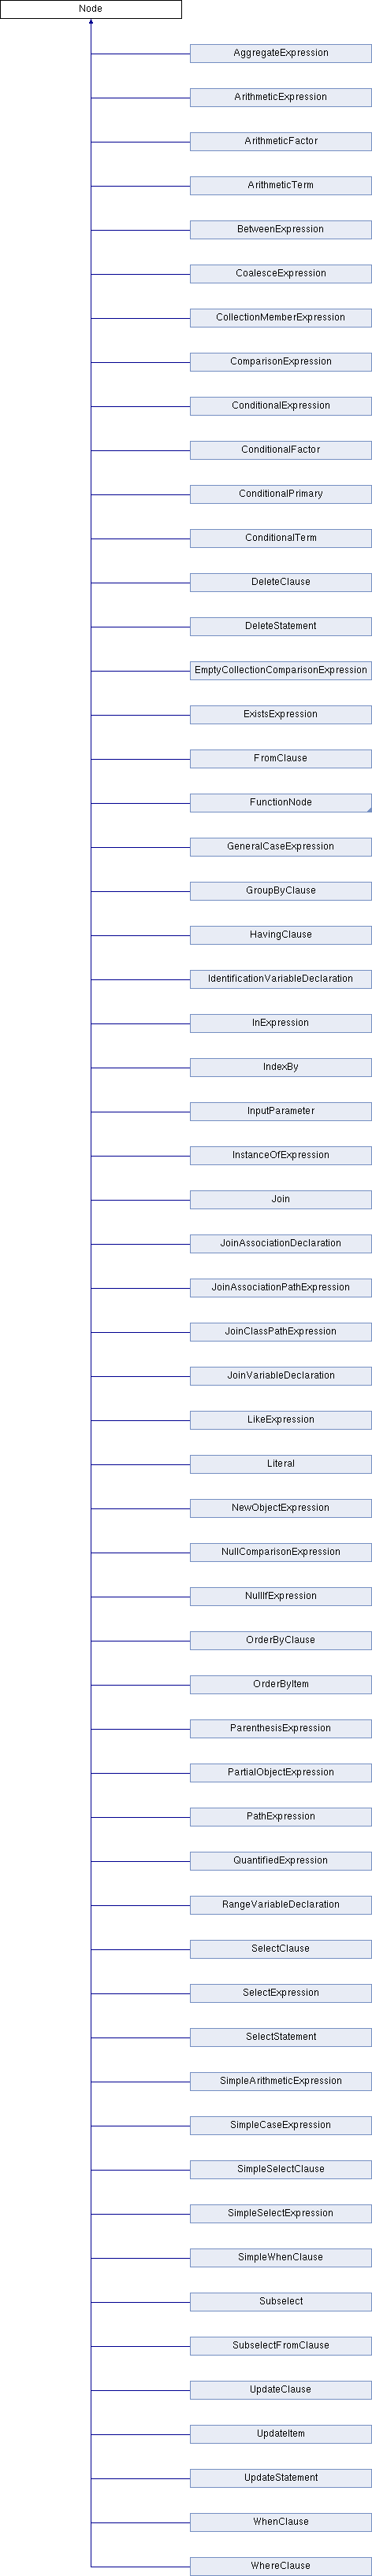 Node
AggregateExpression
ArithmeticExpression
ArithmeticFactor
ArithmeticTerm
BetweenExpression
CoalesceExpression
CollectionMemberExpression
ComparisonExpression
ConditionalExpression
ConditionalFactor
ConditionalPrimary
ConditionalTerm
DeleteClause
DeleteStatement
EmptyCollectionComparisonExpression
ExistsExpression
FromClause
FunctionNode
GeneralCaseExpression
GroupByClause
HavingClause
IdentificationVariableDeclaration
InExpression
IndexBy
InputParameter
InstanceOfExpression
Join
JoinAssociationDeclaration
JoinAssociationPathExpression
JoinClassPathExpression
JoinVariableDeclaration
LikeExpression
Literal
NewObjectExpression
NullComparisonExpression
NullIfExpression
OrderByClause
OrderByItem
ParenthesisExpression
PartialObjectExpression
PathExpression
QuantifiedExpression
RangeVariableDeclaration
SelectClause
SelectExpression
SelectStatement
SimpleArithmeticExpression
SimpleCaseExpression
SimpleSelectClause
SimpleSelectExpression
SimpleWhenClause
Subselect
SubselectFromClause
UpdateClause
UpdateItem
UpdateStatement
WhenClause
WhereClause